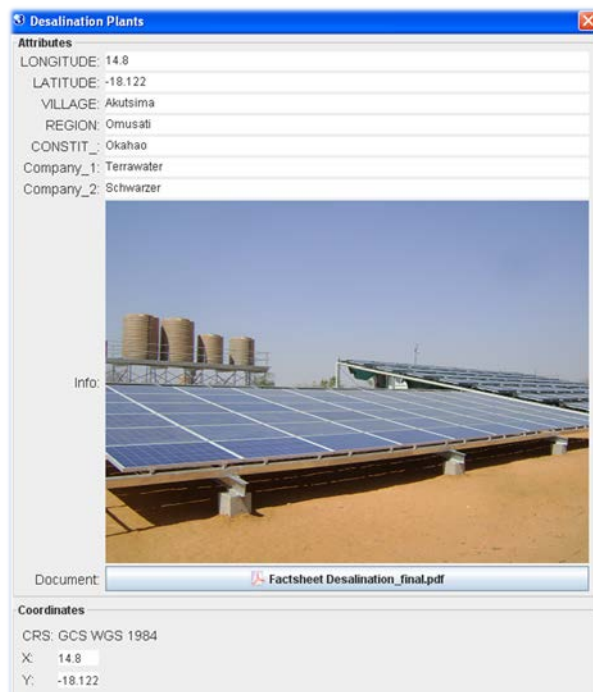 Desalination Plants
Attributes
LONGITUDE: 14.8
LATITUDE: -18.122
VILLAGE: Akutsima
REGION: Omusati
CONSTIT_: Okahao
Company_1: Terrawater
Company_2: Schwarzer
Info:
Document: Factsheet Desalination_final.pdf
Coordinates
CRS: GCS WGS 1984
X: 14.8
Y: -18.122